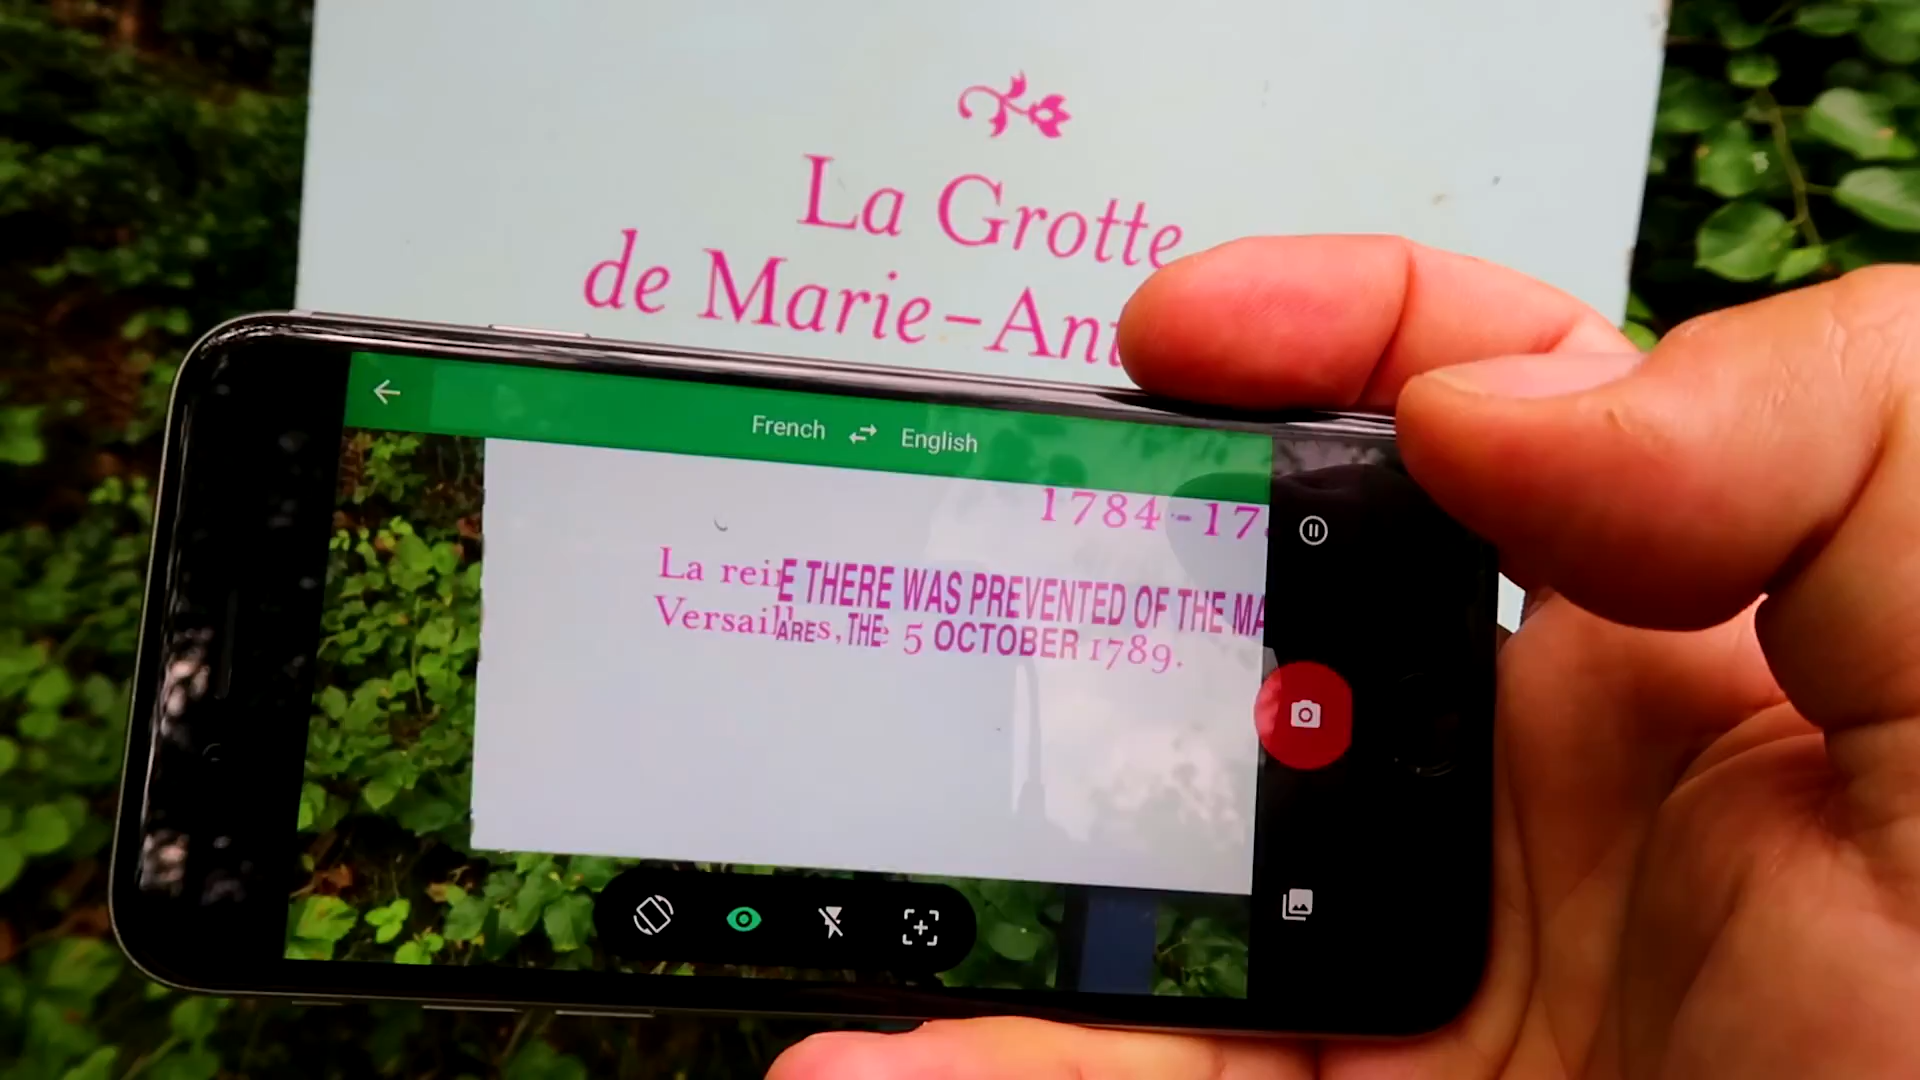 La Grotte
de Marie-An
French English
1784-17
La rei E THERE WAS PREVENTED OF THE MA
Versail ARES, THE 5 OCTOBER 1789.